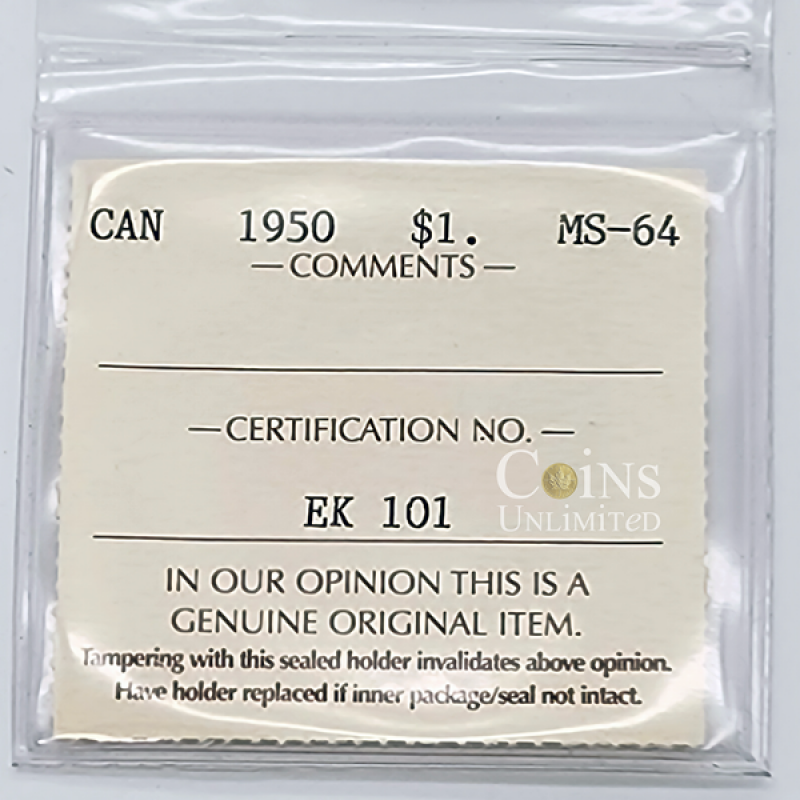 CAN 1950 $1. MS-64
—COMMENTS—
—CERTIFICATION NO.—
EK 101
COiNS
UNLIMITED
IN OUR OPINION THIS IS A
GENUINE ORIGINAL ITEM.
Tampering with this sealed holder invalidates above opinion.
Have holder replaced if inner package/seal not intact.